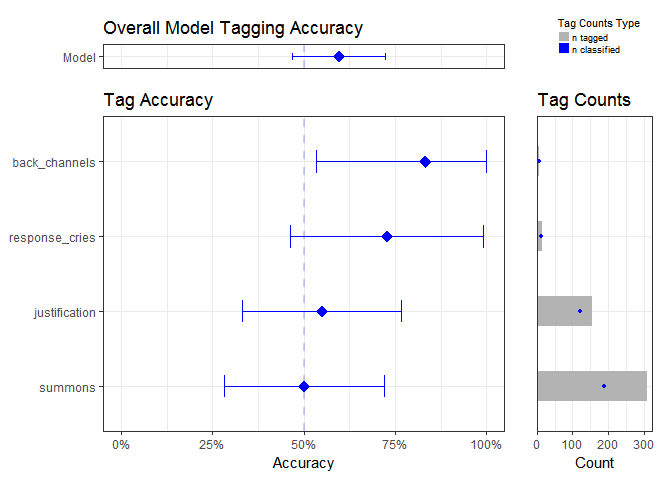 Overall Model Tagging Accuracy
Model
Tag Counts Type
n tagged
n classified
Tag Accuracy
back_channels
response_cries
justification
summons
0% 25% 50% 75% 100%
Accuracy
Tag Counts
0 100 200 300
Count